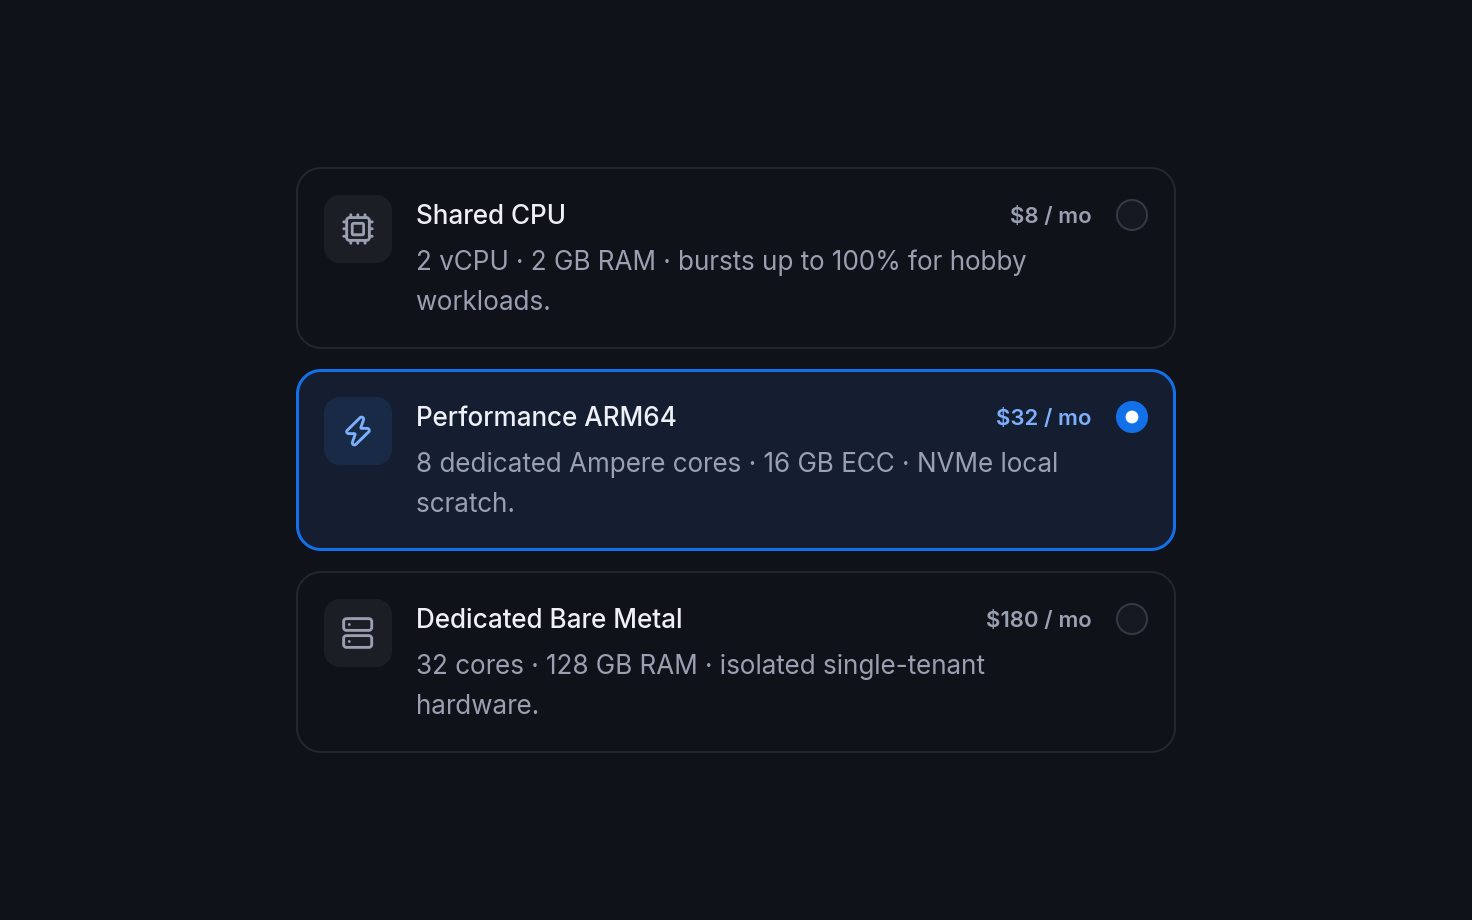 Shared CPU
$8 / mo
2 vCPU · 2 GB RAM · bursts up to 100% for hobby
workloads.
Performance ARM64
$32 / mo
8 dedicated Ampere cores · 16 GB ECC · NVMe local
scratch.
Dedicated Bare Metal
$180 / mo
32 cores · 128 GB RAM · isolated single-tenant
hardware.